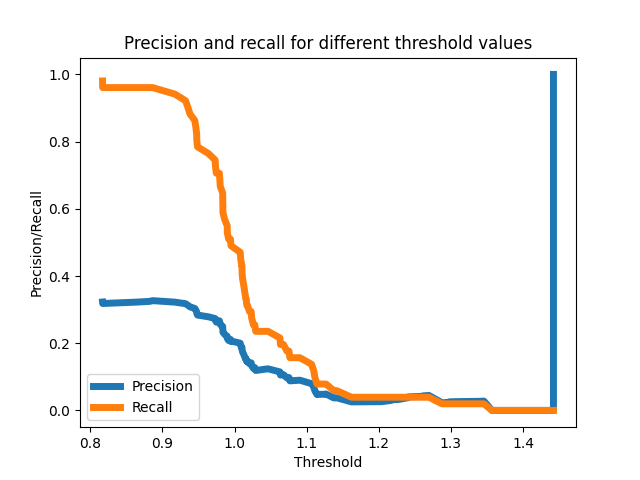 Precision and recall for different threshold values
1.0
0.8
0.6
0.4
0.2
0.0
Precision/Recall
Precision
Recall
0.8 0.9 1.0 1.1 1.2 1.3 1.4
Threshold